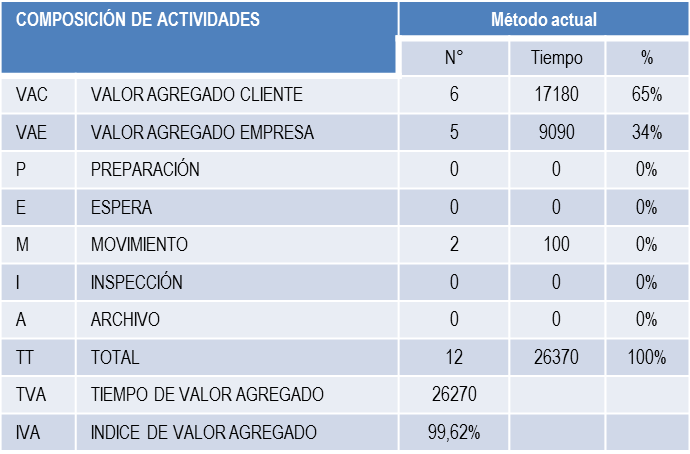 COMPOSICIÓN DE ACTIVIDADES Método actual
N° Tiempo %
VAC VALOR AGREGADO CLIENTE 6 17180 65%
VAE VALOR AGREGADO EMPRESA 5 9090 34%
P PREPARACIÓN 0 0 0%
E ESPERA 0 0 0%
M MOVIMIENTO 2 100 0%
I INSPECCIÓN 0 0 0%
A ARCHIVO 0 0 0%
TT TOTAL 12 26370 100%
TVA TIEMPO DE VALOR AGREGADO 26270
IVA INDICE DE VALOR AGREGADO 99,62%